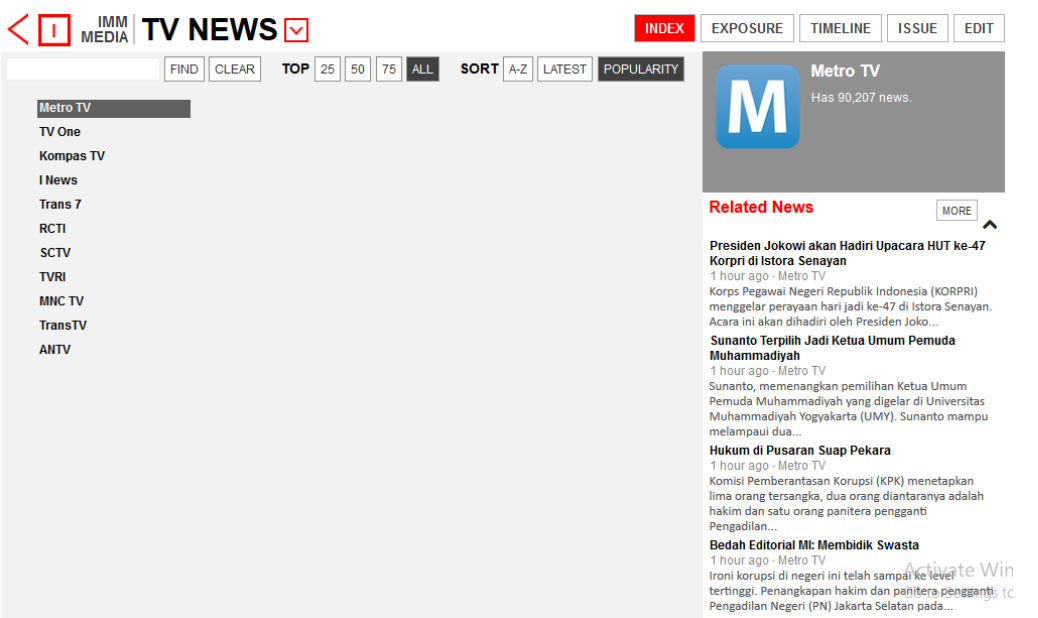 I
IMM
MEDIA
TV NEWS
INDEX EXPOSURE TIMELINE ISSUE EDIT
FIND CLEAR TOP 25 50 75 ALL SORT A-Z LATEST POPULARITY
Metro TV
TV One
Kompas TV
I News
Trans 7
RCTI
SCTV
TVRI
MNC TV
TransTV
ANTV
M
Metro TV
Has 90,207 news.
Related News
MORE
Presiden Jokowi akan Hadiri Upacara HUT ke-47
Korpri di Istora Senayan
1 hour ago - Metro TV
Korps Pegawai Negeri Republik Indonesia (KORPRI)
menggelar perayaan hari jadi ke-47 di Istora Senayan.
Acara ini akan dihadiri oleh Presiden Joko...
Sunanto Terpilih Jadi Ketua Umum Pemuda
Muhammadiyah
1 hour ago - Metro TV
Sunanto, memenangkan pemilihan Ketua Umum
Pemuda Muhammadiyah yang digelar di Universitas
Muhammadiyah Yogyakarta (UMY). Sunanto mampu
melampaui dua...
Hukum di Pusaran Suap Pekara
1 hour ago - Metro TV
Komisi Pemberantasan Korupsi (KPK) menetapkan
lima orang tersangka, dua orang diantaranya adalah
hakim dan satu orang panitera pengganti
Pengadilan...
Bedah Editorial MI: Membidik Swasta
1 hour ago - Metro TV
Ironi korupsi di negeri ini telah sampai ke level
tertinggi. Penangkapan hakim dan panitera pengganti
Pengadilan Negeri (PN) Jakarta Selatan pada...
Activate Win
Go to Settings to